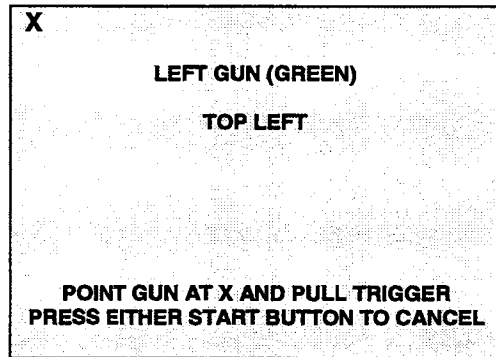 X
LEFT GUN (GREEN)
TOP LEFT
POINT GUN AT X AND PULL TRIGGER
PRESS EITHER START BUTTON TO CANCEL